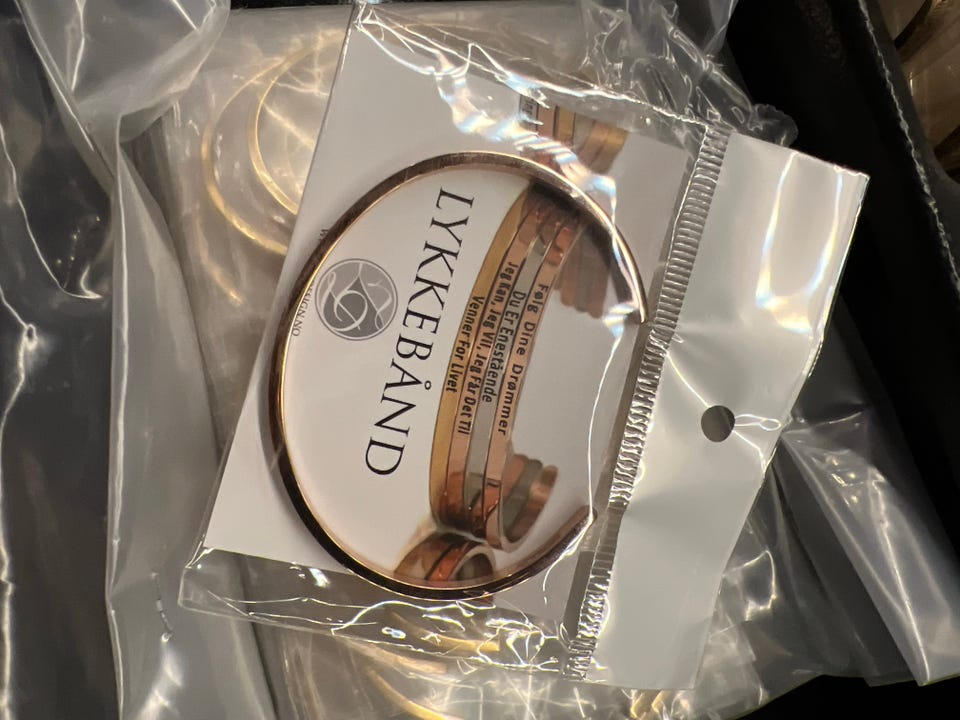 LYKKEBÅND
Følg Dine Drømmer
Du Er Enestående
Jeg Kan, Jeg Vil, Jeg Får Det Til
Venner For Livet